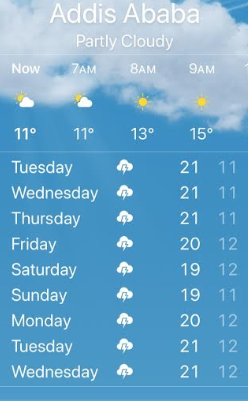 Addis Ababa
Partly Cloudy
Now 7AM 8AM 9AM
11° 11° 13° 15°
Tuesday 21 11
Wednesday 21 11
Thursday 21 11
Friday 20 12
Saturday 19 12
Sunday 19 11
Monday 20 12
Tuesday 21 12
Wednesday 21 12